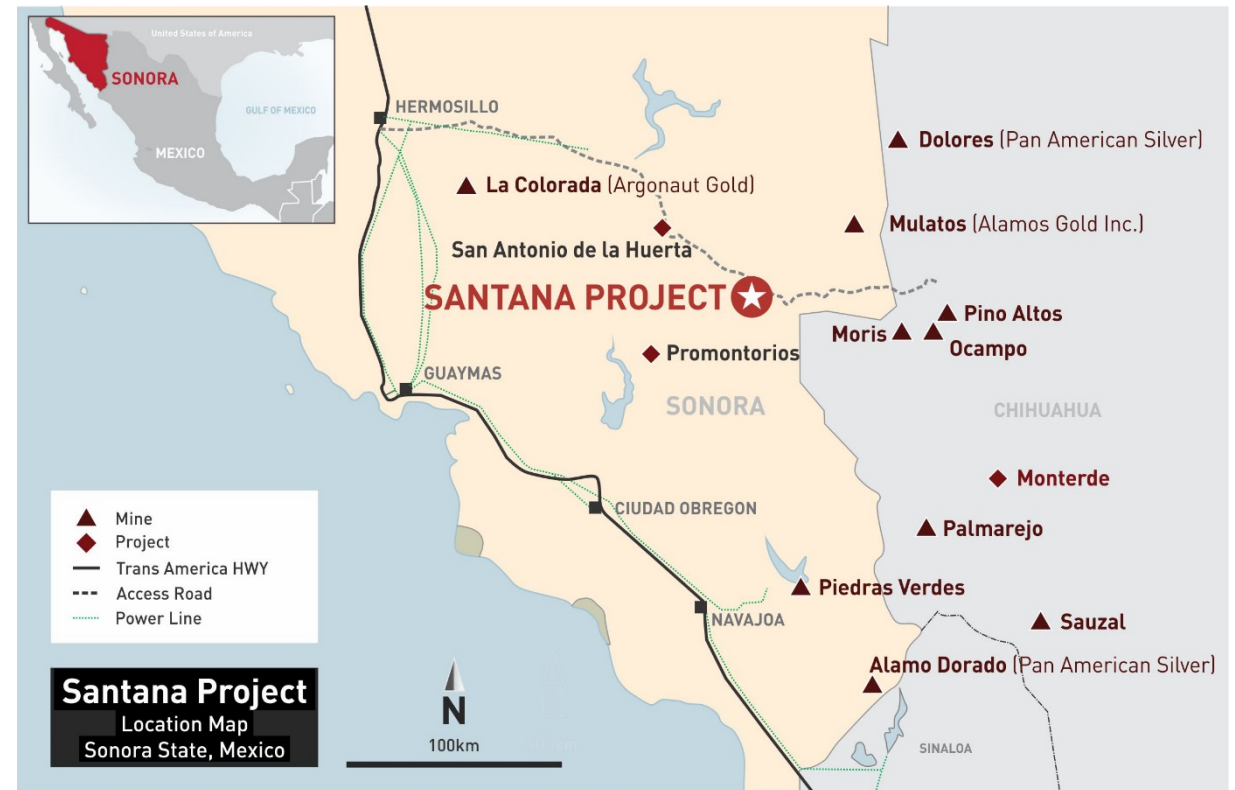 United States of America
SONORA
GULF OF MEXICO
MEXICO
HERMOSILLO
Dolores (Pan American Silver)
La Colorada (Argonaut Gold)
Mulatos (Alamos Gold Inc.)
San Antonio de la Huerta
SANTANA PROJECT
Pino Altos
Moris
Ocampo
Promontorios
GUAYMAS
SONORA
CHIHUAHUA
Monterde
CIUDAD OBREGON
Palmarejo
Piedras Verdes
NAVAJOA
Sauzal
Alamo Dorado (Pan American Silver)
SINALOA
Mine
Project
Trans America HWY
Access Road
Power Line
Santana Project
Location Map
Sonora State, Mexico
N
100km